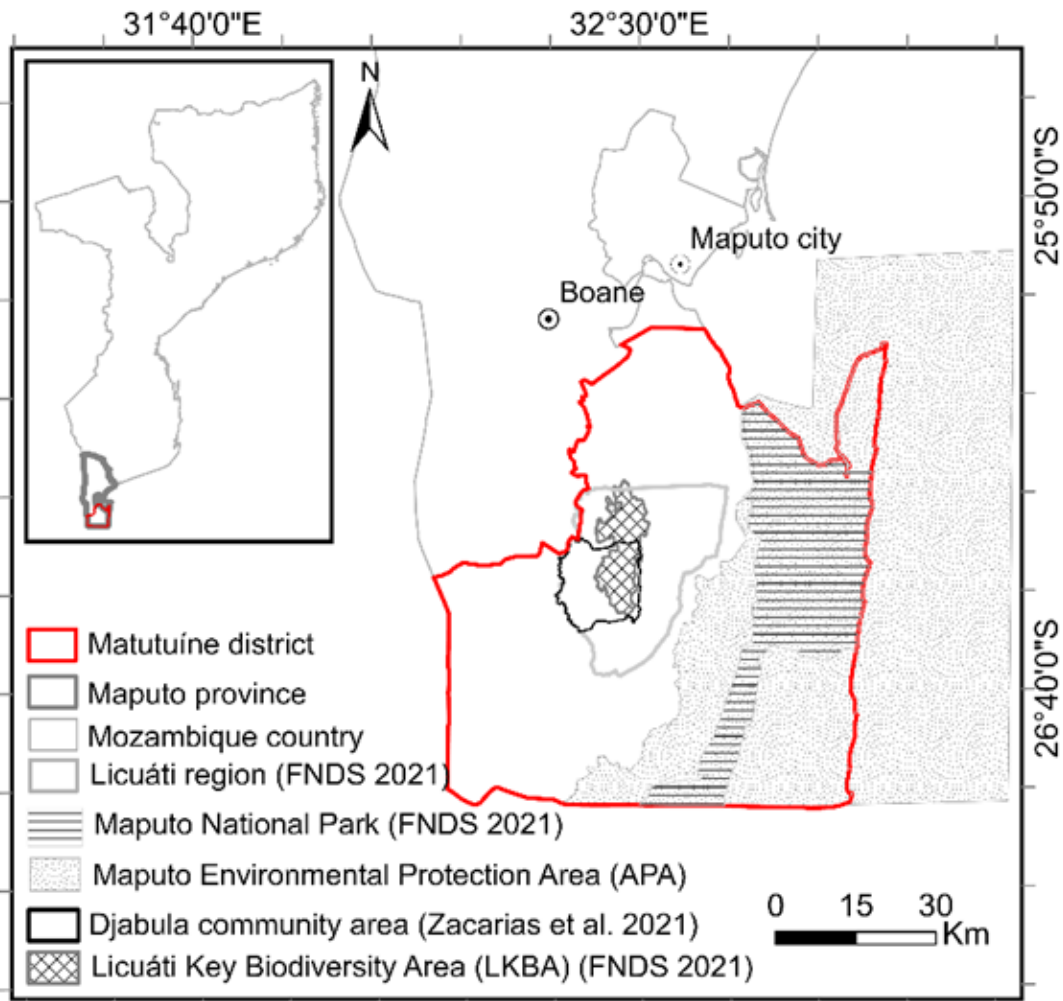 31°40'0"E
32°30'0"E
N
25°50'0"S
Maputo city
Boane
26°40'0"S
Matutuíne district
Maputo province
Mozambique country
Licuáti region (FNDS 2021)
Maputo National Park (FNDS 2021)
Maputo Environmental Protection Area (APA)
Djabula community area (Zacarias et al. 2021)
Licuáti Key Biodiversity Area (LKBA) (FNDS 2021)
0 15 30
Km